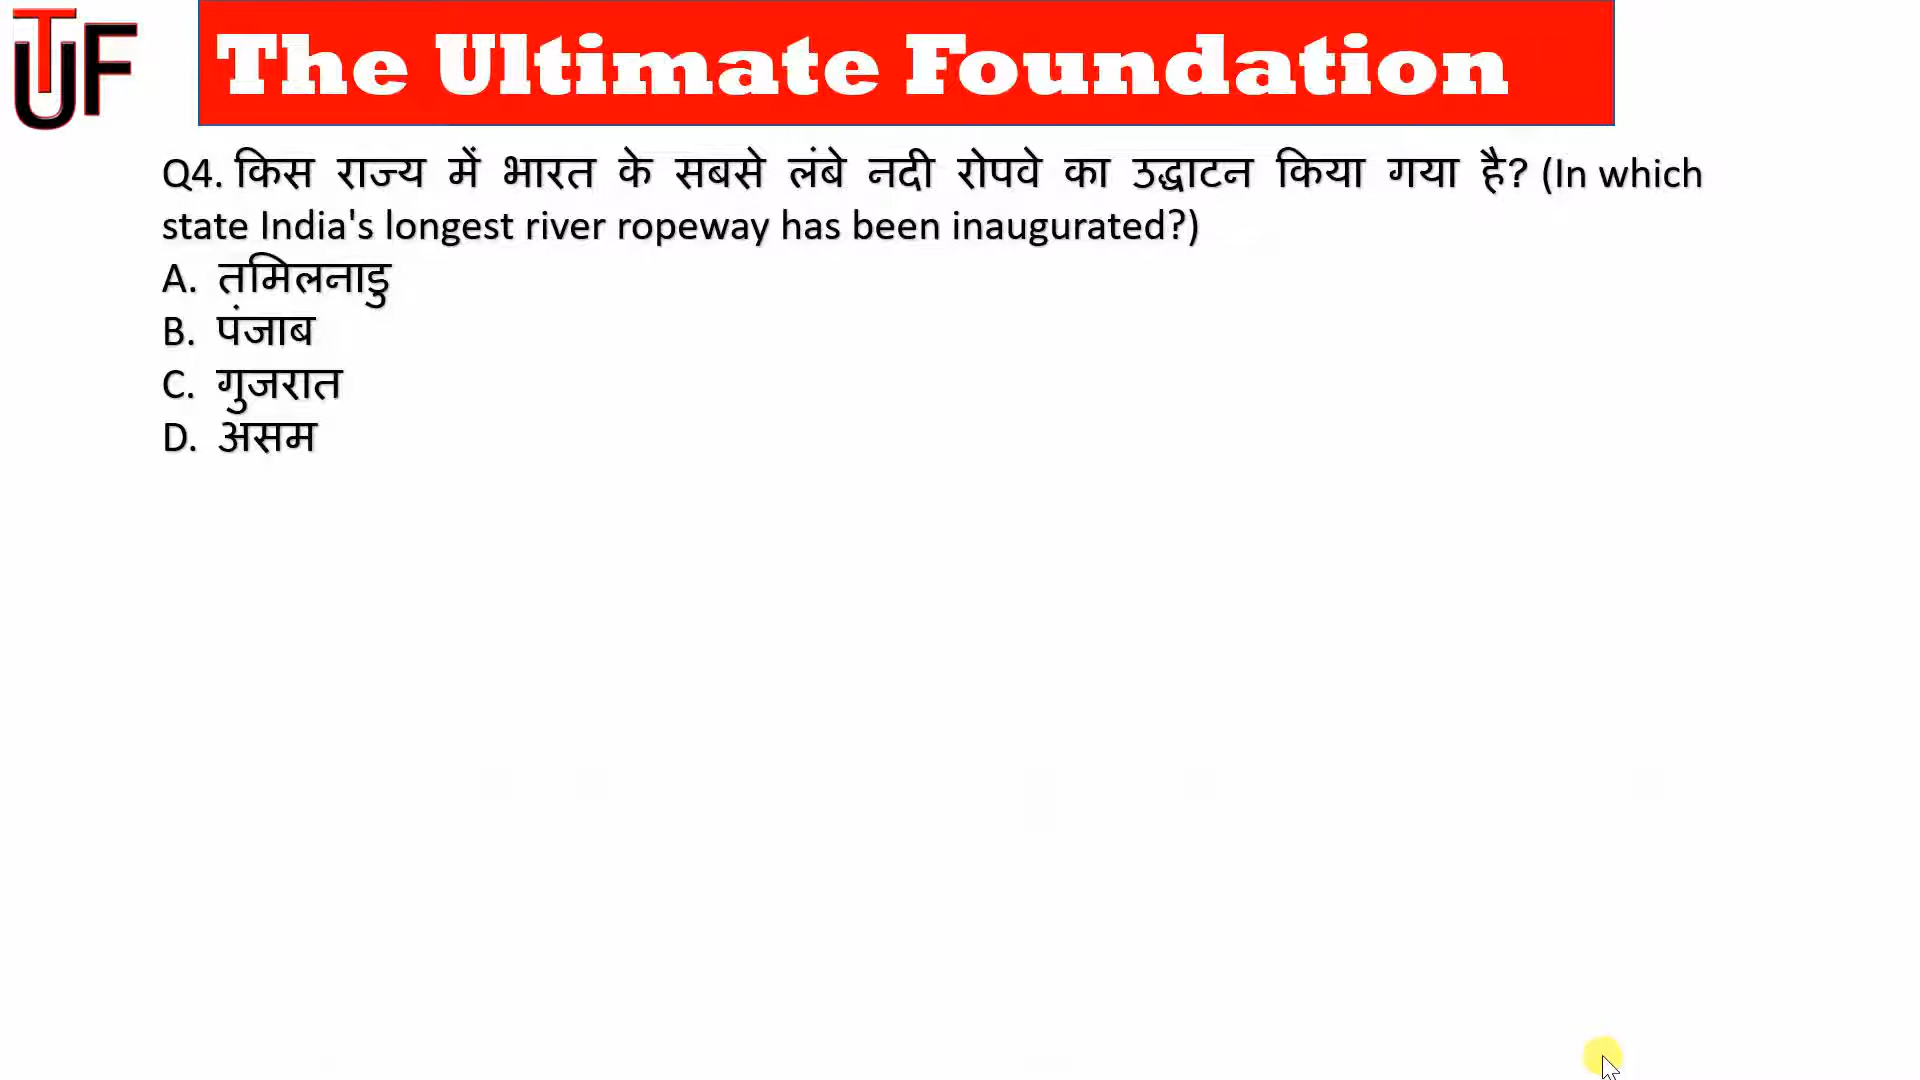 TUF
The Ultimate Foundation
Q4. किस राज्य में भारत के सबसे लंबे नदी रोपवे का उद्घाटन किया गया है? (In which
state India's longest river ropeway has been inaugurated?)
A. तमिलनाडु
B. पंजाब
C. गुजरात
D. असम